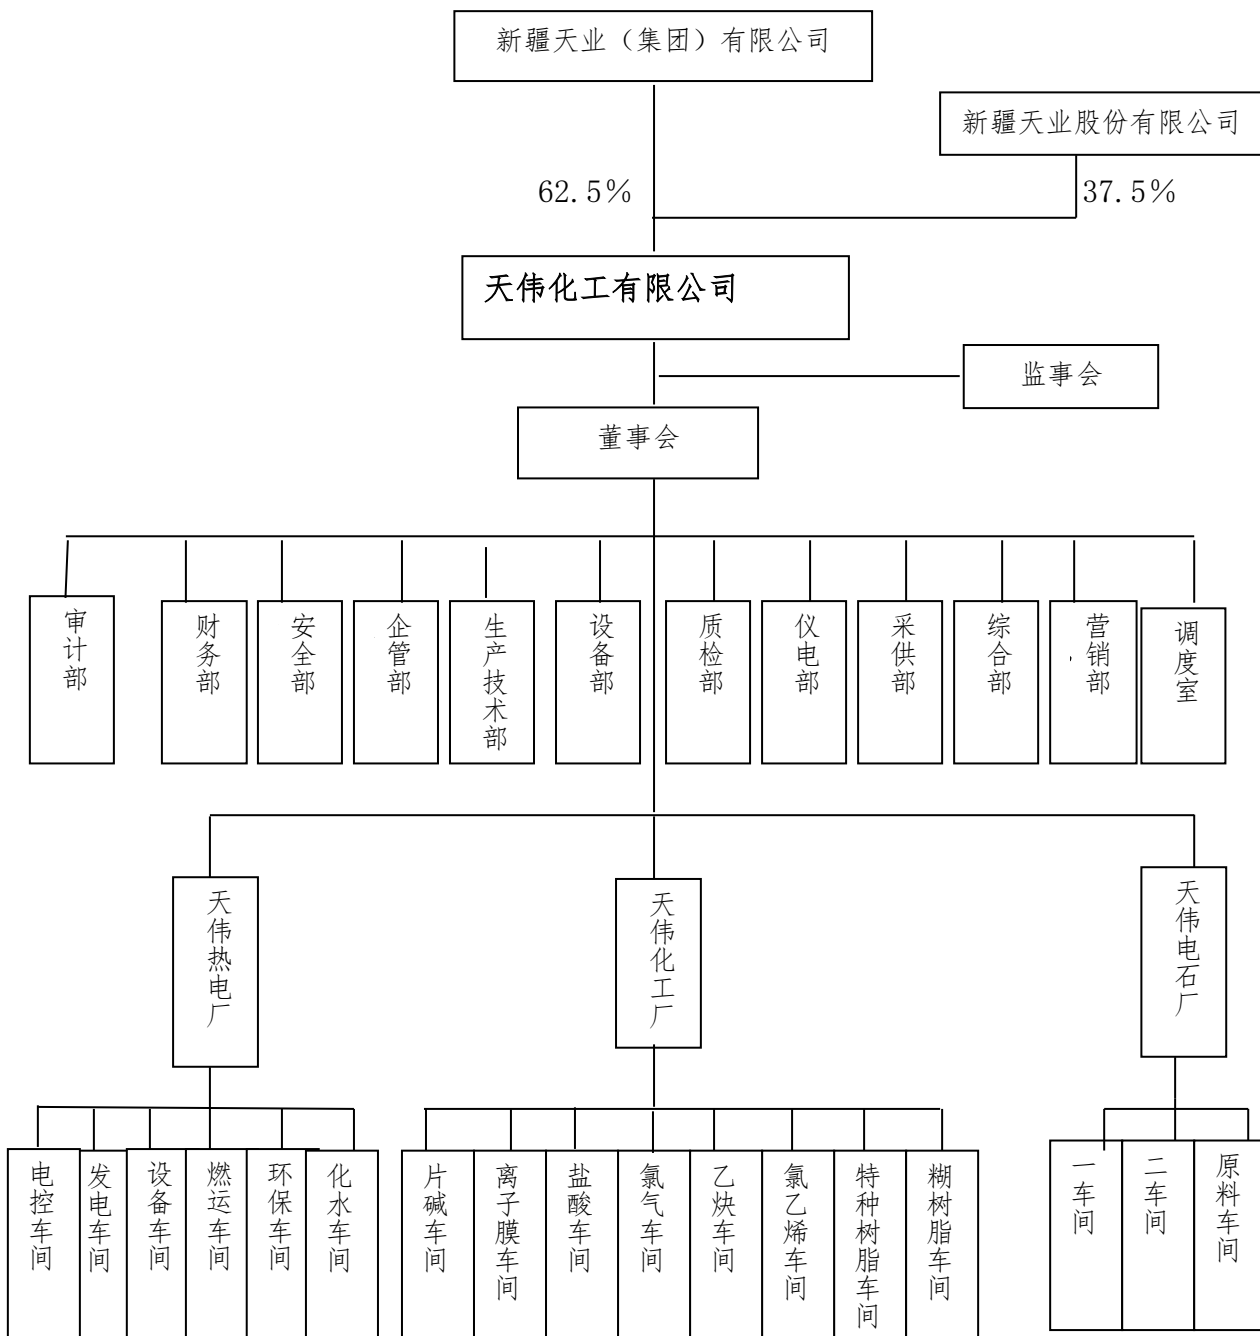 新疆天业（集团）有限公司
新疆天业股份有限公司
62.5%
37.5%
天伟化工有限公司
监事会
董事会
审计部
财务部
安全部
企管部
生产技术部
设备部
质检部
仪电部
采供部
综合部
营销部
调度室
天伟热电厂
天伟化工厂
天伟电石厂
电控车间
发电车间
设备车间
燃运车间
环保车间
化水车间
片碱车间
离子膜车间
盐酸车间
氯气车间
乙炔车间
氯乙烯车间
特种树脂车间
糊树脂车间
一车间
二车间
原料车间